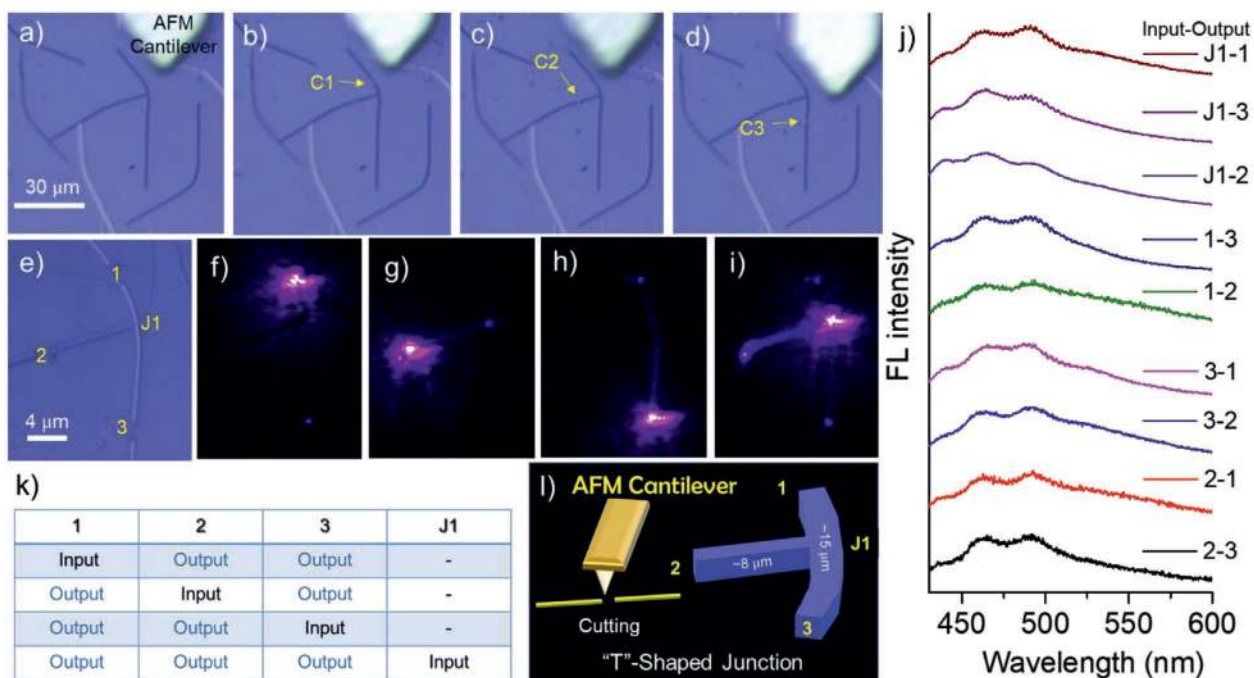 a)
AFM
Cantilever
30 μm
b)
C1
c)
C2
d)
C3
e)
1
J1
2
3
4 μm
f)
g)
h)
i)
j)
Input-Output
J1-1
J1-3
J1-2
1-3
1-2
3-1
3-2
2-1
2-3
FL intensity
450 500 550 600
Wavelength (nm)
k)
1 2 3 J1
Input Output Output -
Output Input Output -
Output Output Input -
Output Output Output Input
l)
AFM Cantilever
1
2
~8 μm
~15 μm
J1
3
Cutting
"T"-Shaped Junction